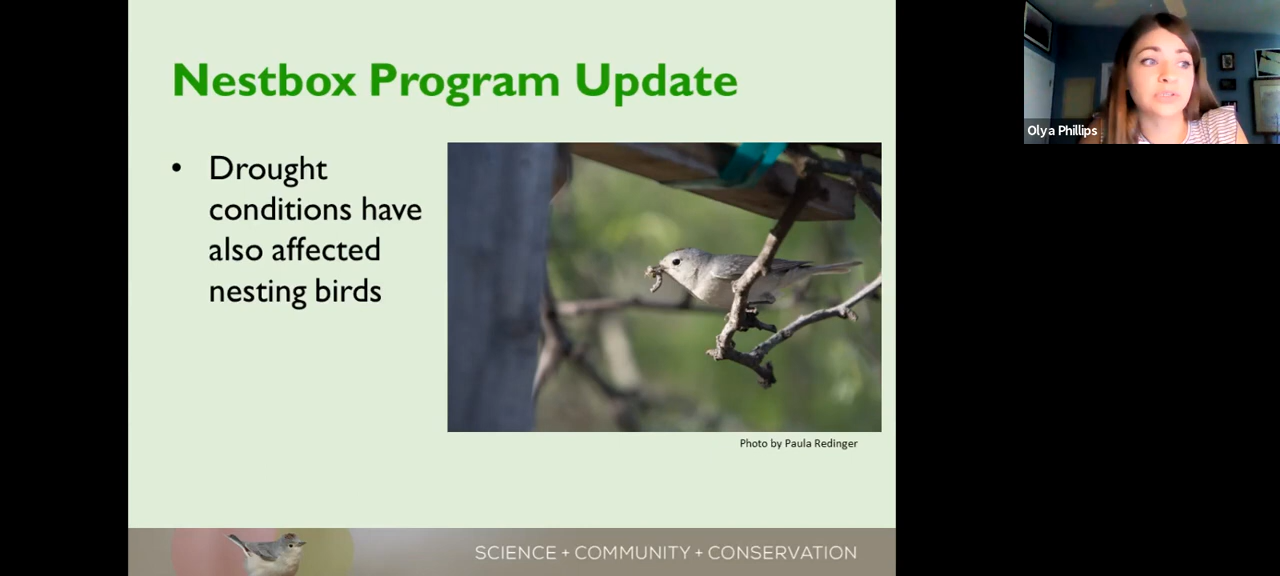 Nestbox Program Update
• Drought
conditions have
also affected
nesting birds
Photo by Paula Redinger
SCIENCE + COMMUNITY + CONSERVATION
Olya Phillips